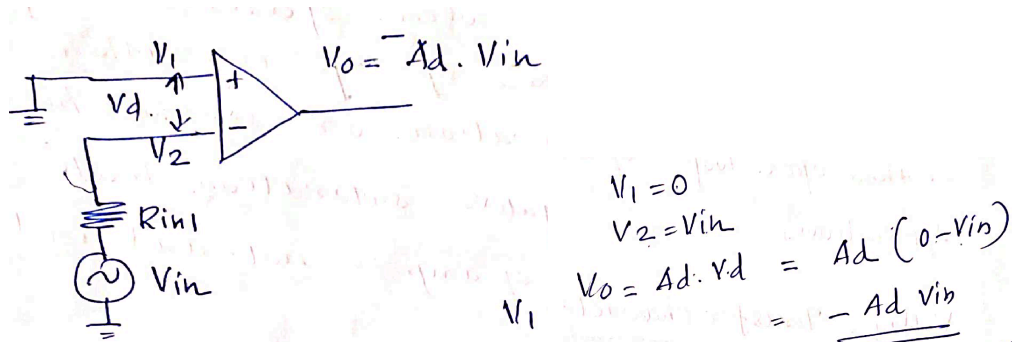 V1
Vo = -Ad. Vin
+
Vd.
-
V2
Rin1
Vin
V1 = 0
V2 = Vin
Vo = Ad. Vd = Ad (0-Vin)
V1
= - Ad Vin